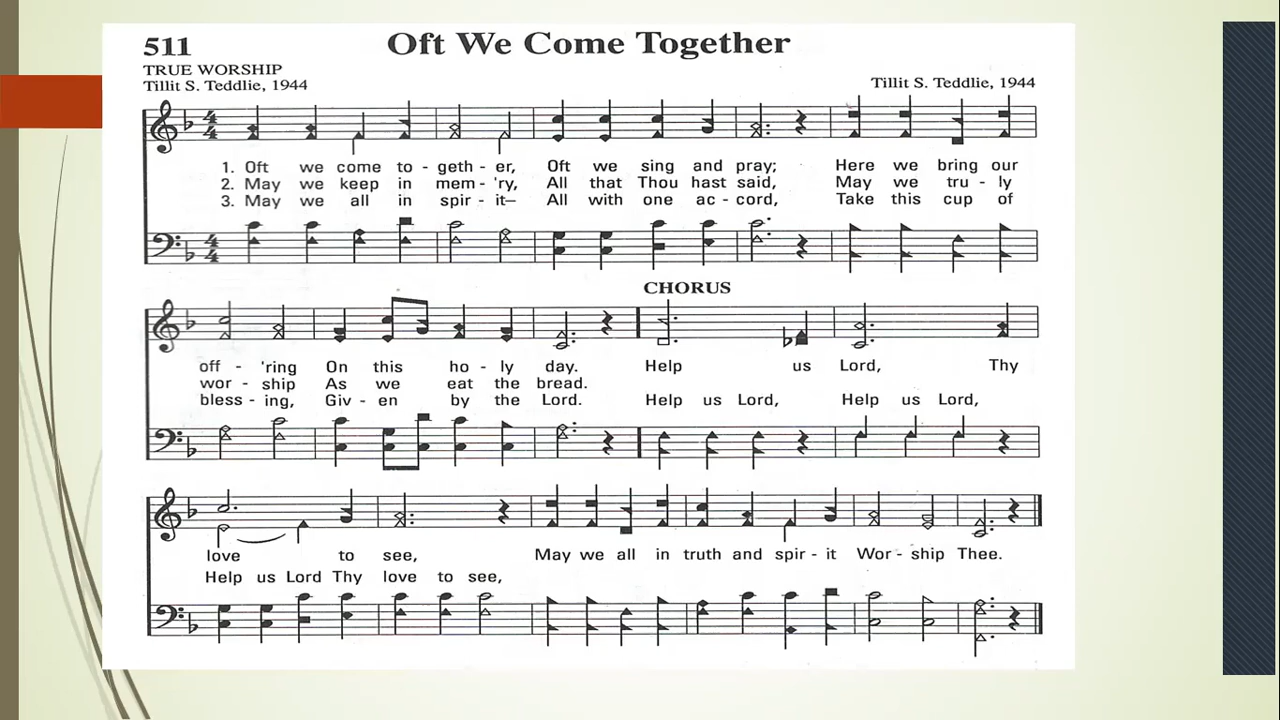 511
Oft We Come Together
TRUE WORSHIP
Tillit S. Teddlie, 1944
Tillit S. Teddlie, 1944
1. Oft we come to - geth - er, Oft we sing and pray; Here we bring our
2. May we keep in mem - 'ry, All that Thou hast said, May we tru - ly
3. May we all in spir - it– All with one ac - cord, Take this cup of
CHORUS
off - 'ring On this ho - ly day. Help us Lord, Thy
wor - ship As we eat the bread.
bless - ing, Giv - en by the Lord. Help us Lord, Help us Lord,
love to see, May we all in truth and spir - it Wor - ship Thee.
Help us Lord Thy love to see,